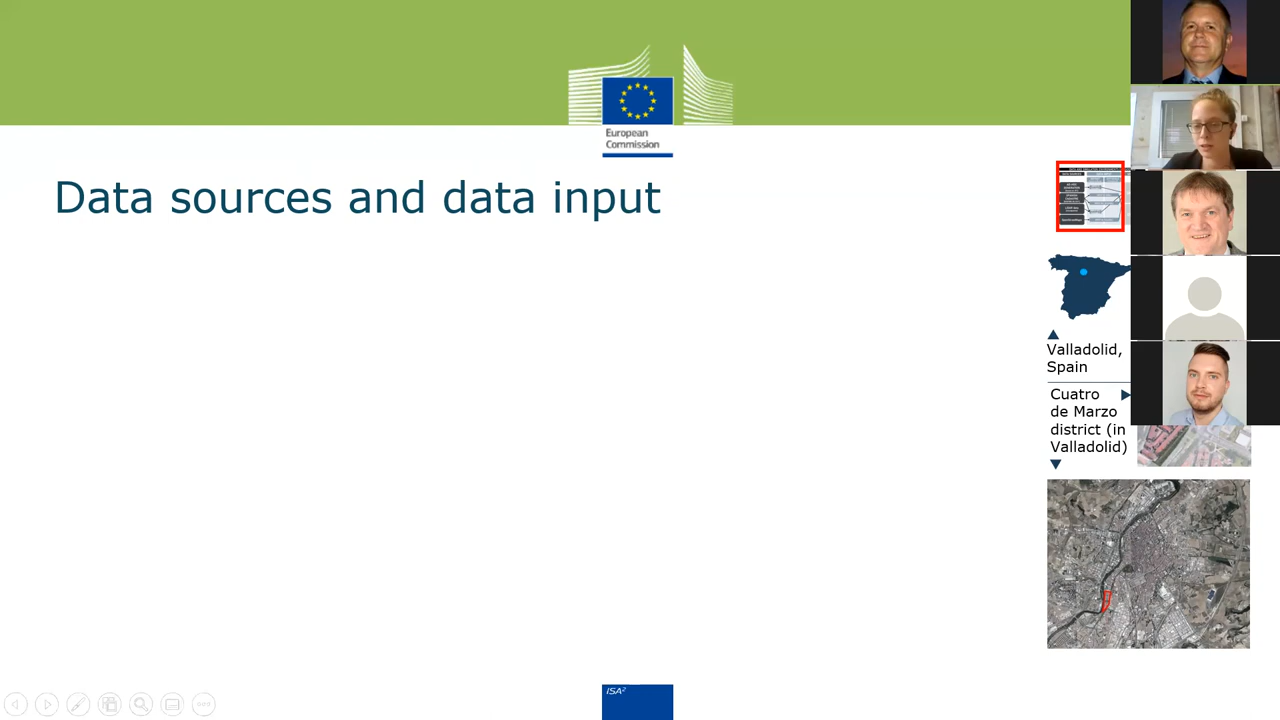 European
Commission
Data sources and data input
Valladolid,
Spain
Cuatro
de Marzo
district (in
Valladolid)
ISA²